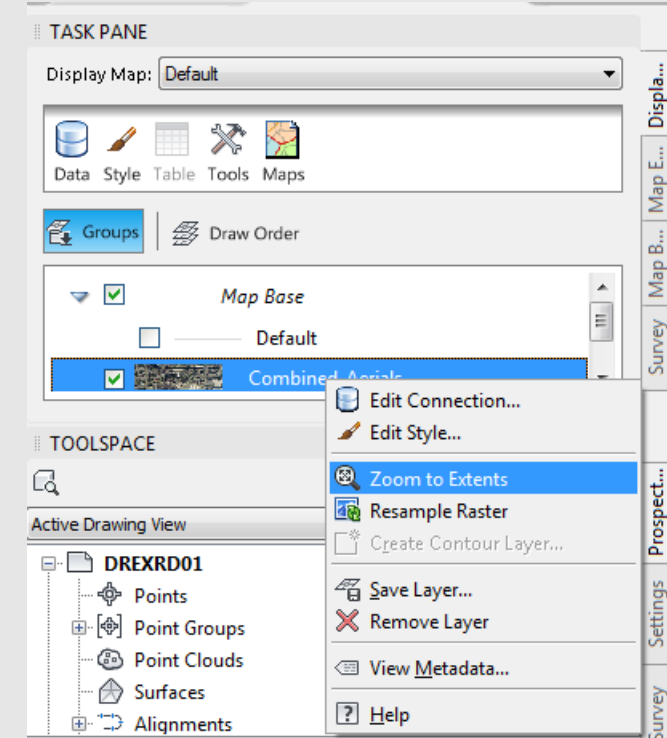 TASK PANE
Display Map: Default
Data Style Table Tools Maps
Groups Draw Order
Map Base
Default
Combined_Aerials
Edit Connection...
Edit Style...
Zoom to Extents
Resample Raster
Create Contour Layer...
Save Layer...
Remove Layer
View Metadata...
Help
TOOLSPACE
Active Drawing View
DREXRD01
Points
Point Groups
Point Clouds
Surfaces
Alignments
Displa...
Map E...
Map B...
Survey
Prospect...
Settings
Survey